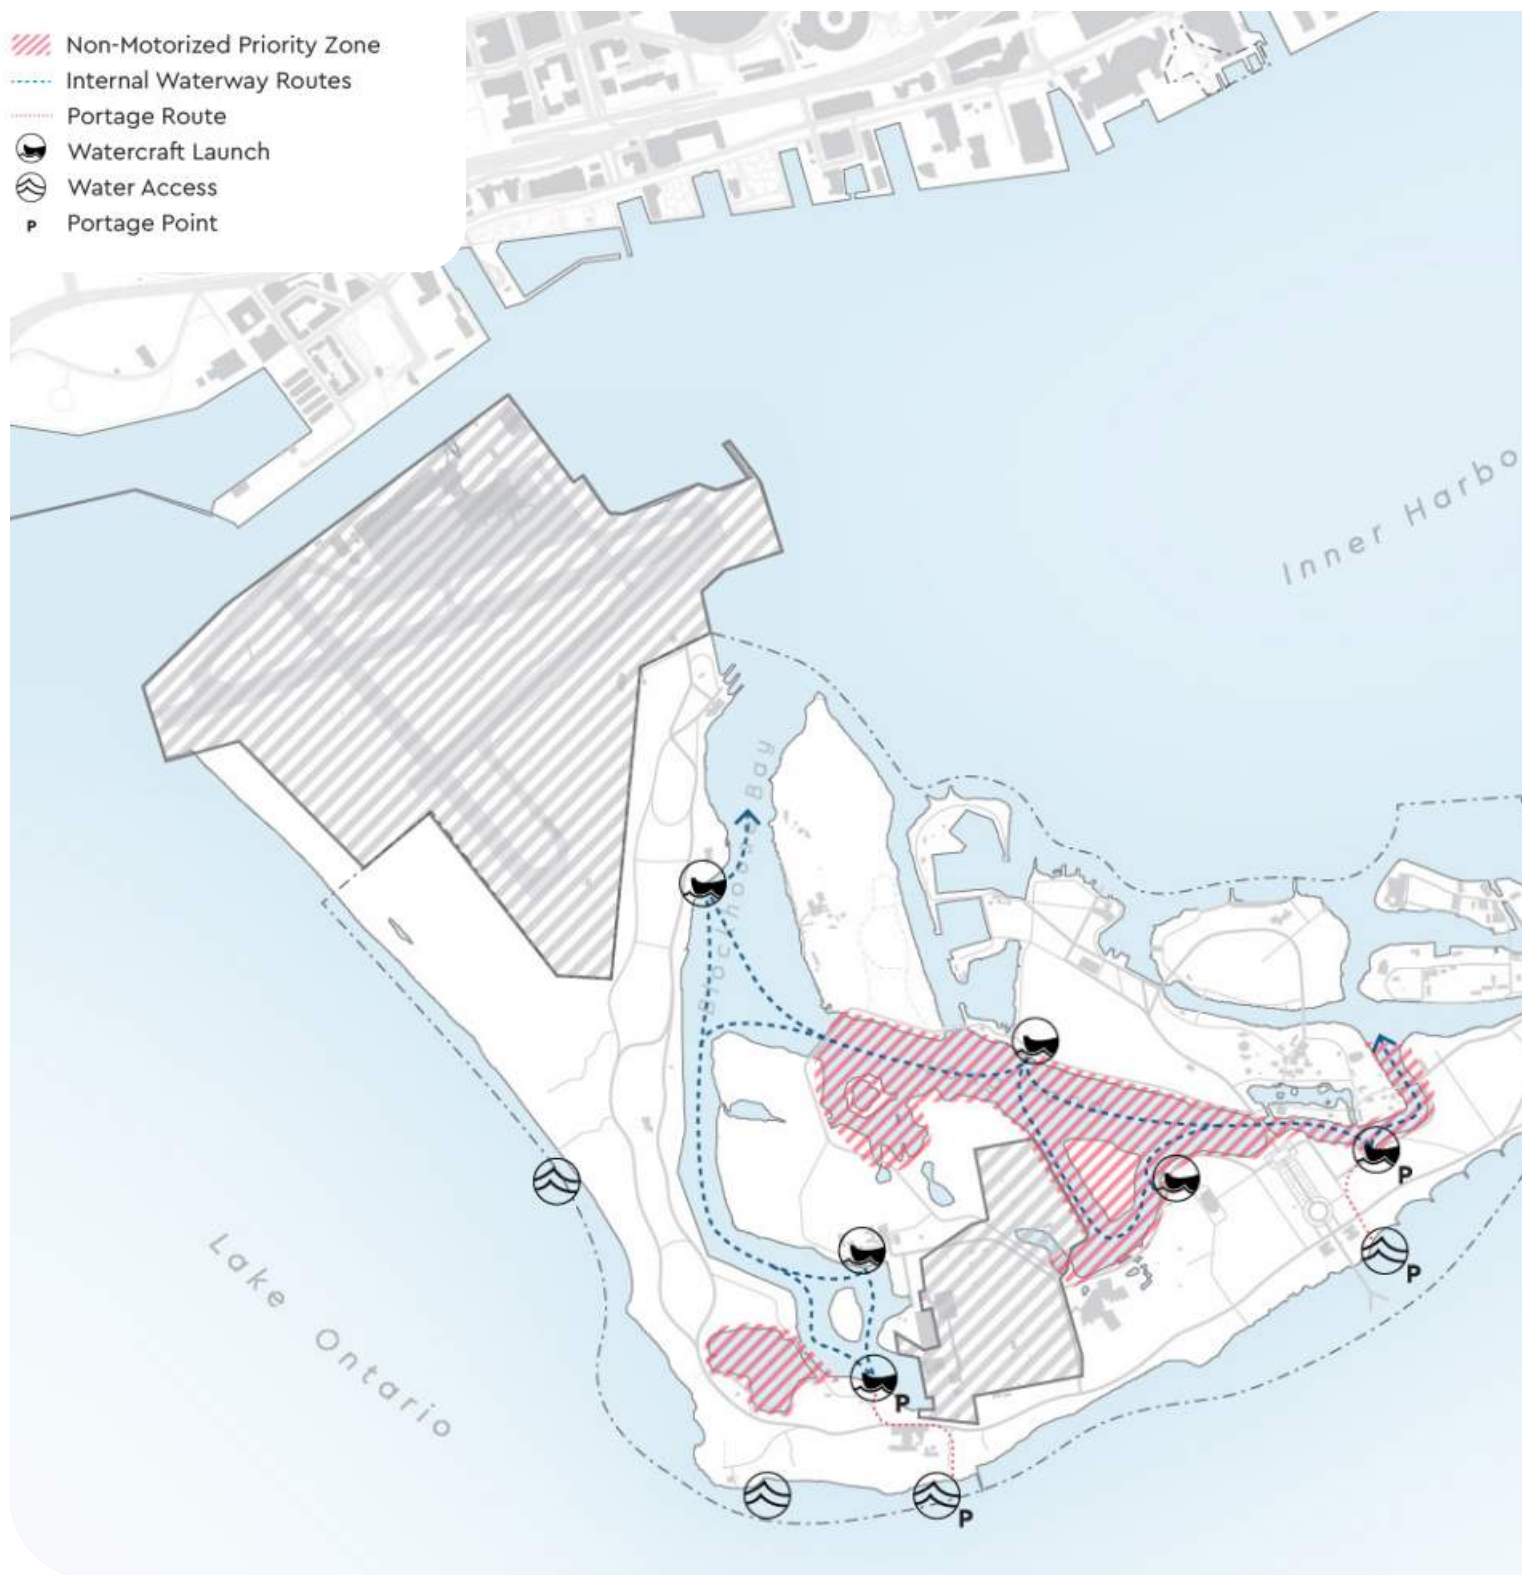 Non-Motorized Priority Zone
Internal Waterway Routes
Portage Route
Watercraft Launch
Water Access
P Portage Point
Inner Harbo
Blockhouse Bay
Lake Ontario
P
P
P
P